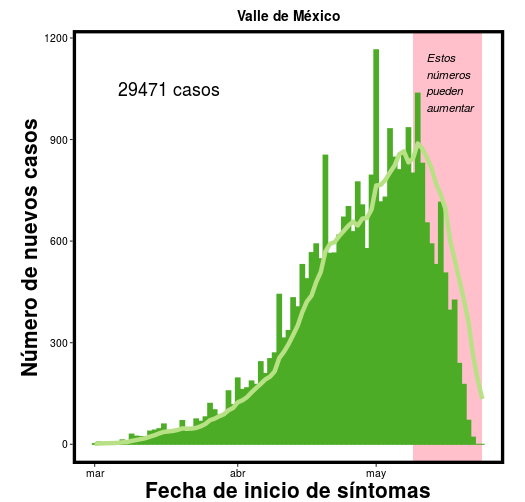 Valle de México
1200
900
600
300
0
Número de nuevos casos
29471 casos
Estos
números
pueden
aumentar
mar
abr
may
Fecha de inicio de síntomas